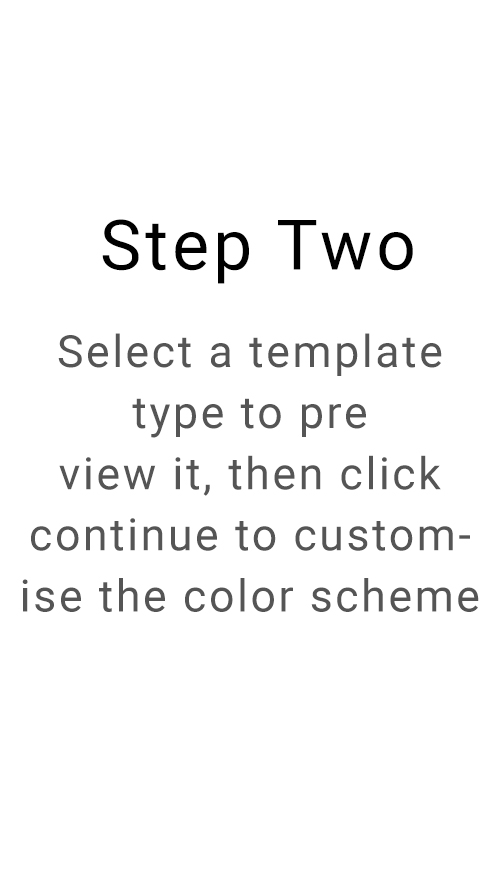 Step Two
Select a template
type to pre
view it, then click
continue to custom-
ise the color scheme